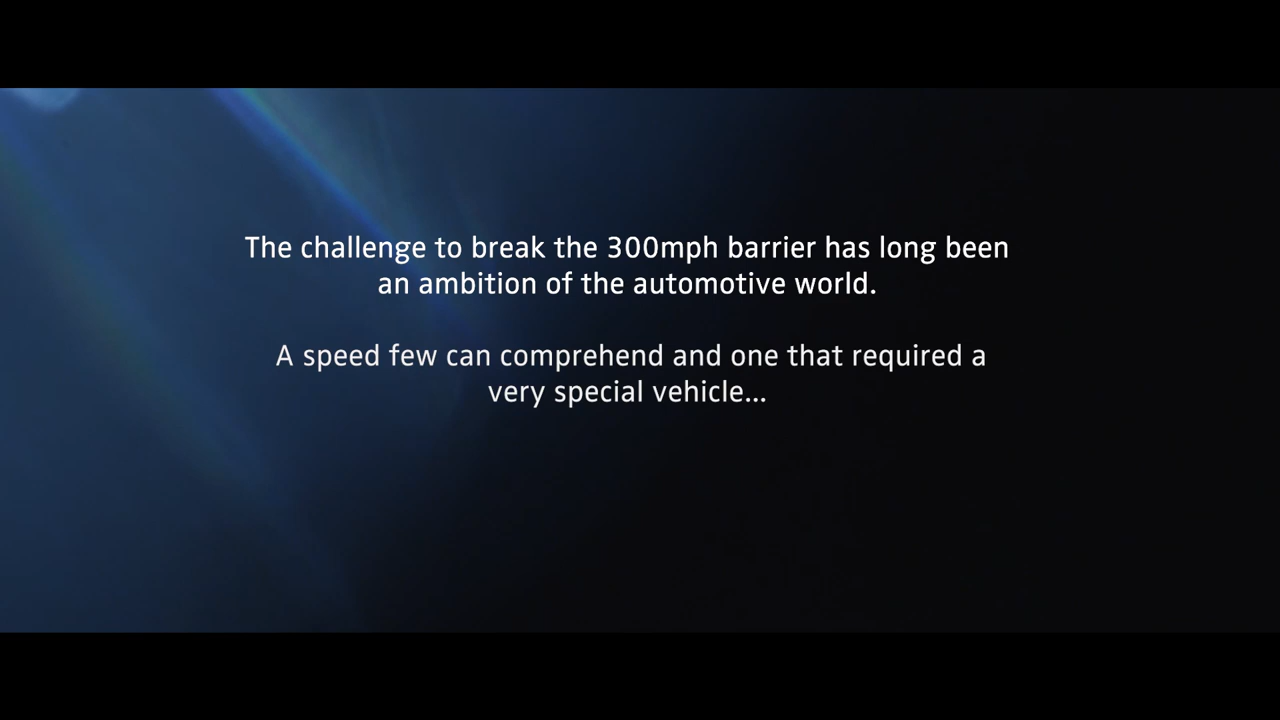 The challenge to break the 300mph barrier has long been
an ambition of the automotive world.
A speed few can comprehend and one that required a
very special vehicle...